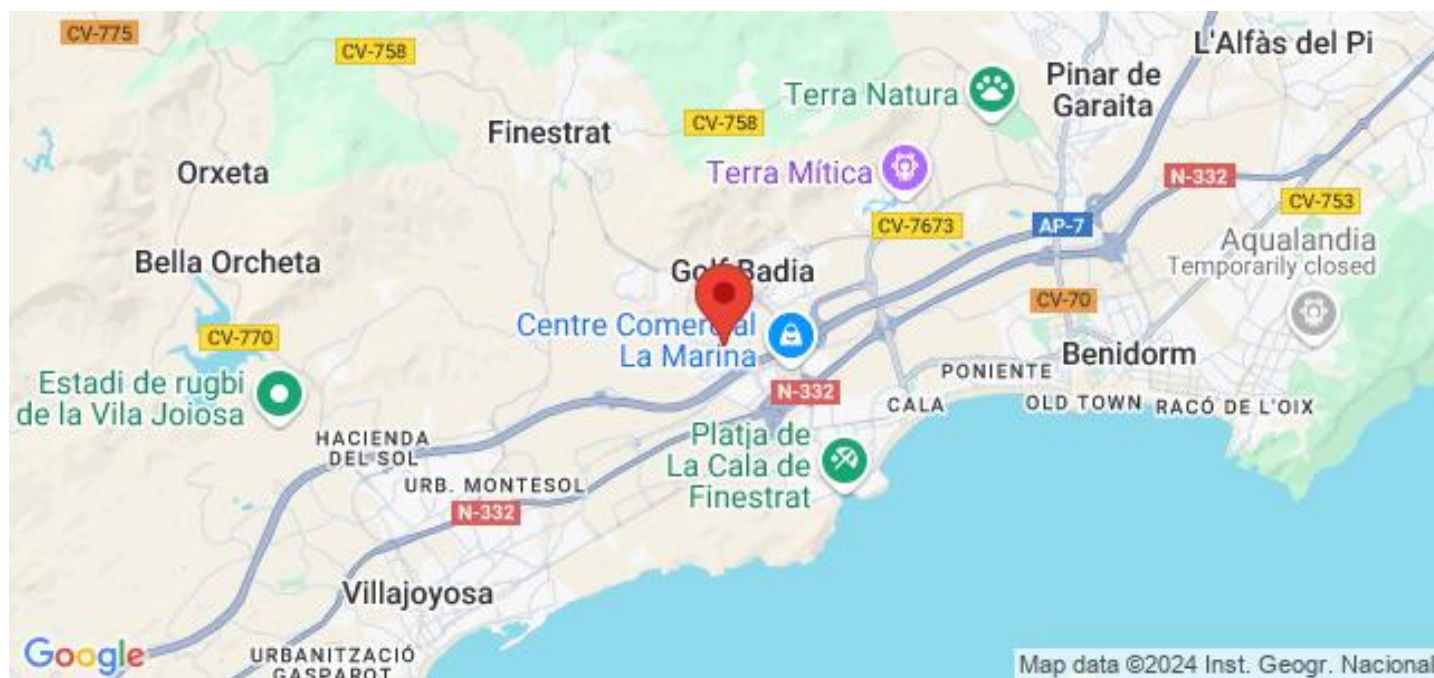 CV-775
CV-758
L'Alfàs del Pi
Pinar de
Garaita
Terra Natura
Finestrat
CV-758
Orxeta
Terra Mítica
N-332
CV-753
CV-7673
AP-7
Aqualandia
Temporarily closed
Bella Orcheta
Golf Badia
CV-70
Centre Comercial
La Marina
CV-770
Benidorm
Estadi de rugbi
de la Vila Joiosa
PONIENTE
N-332
CALA
OLD TOWN
RACÓ DE L'OIX
HACIENDA
DEL SOL
Platja de
La Cala de
Finestrat
URB. MONTESOL
N-332
Villajoyosa
Google
URBANITZACIÓ
GASPAROT
Map data ©2024 Inst. Geogr. Nacional